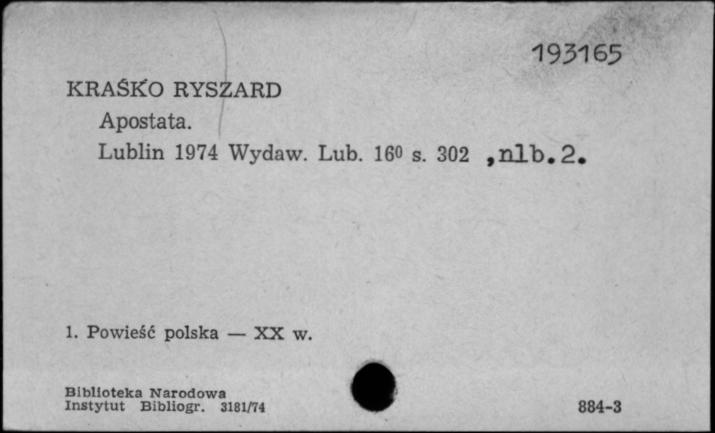 193165
KRAŚKO RYSZARD
Apostata.
Lublin 1974 Wydaw. Lub. 16⁰ s. 302 ,nlb.2.
1. Powieść polska — XX w.
Biblioteka Narodowa
Instytut Bibliogr. 3181/74
884-3